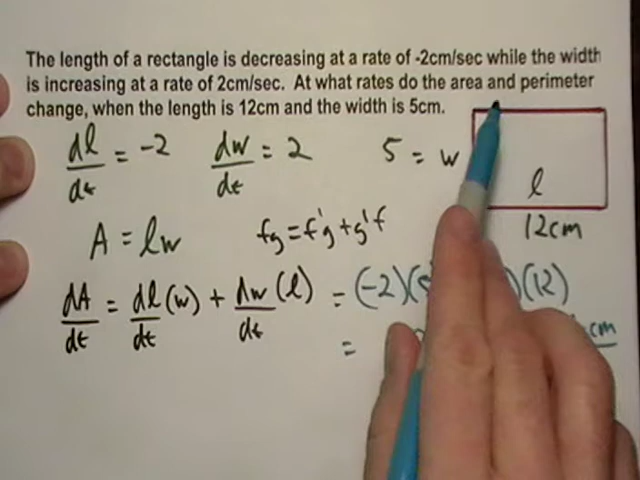 The length of a rectangle is decreasing at a rate of -2cm/sec while the width
is increasing at a rate of 2cm/sec. At what rates do the area and perimeter
change, when the length is 12cm and the width is 5cm.
dl/dt = -2   dw/dt = 2   5 = w
l
A = lw   fg = f'g + g'f   12cm
dA/dt = dl/dt (w) + dw/dt (l) = (-2)( )(12)
= cm